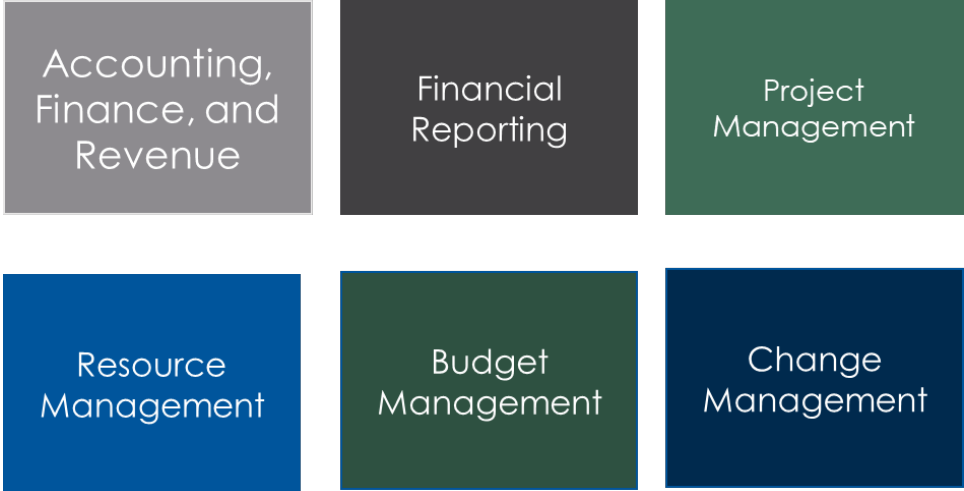 Accounting,
Finance, and
Revenue
Financial
Reporting
Project
Management
Resource
Management
Budget
Management
Change
Management